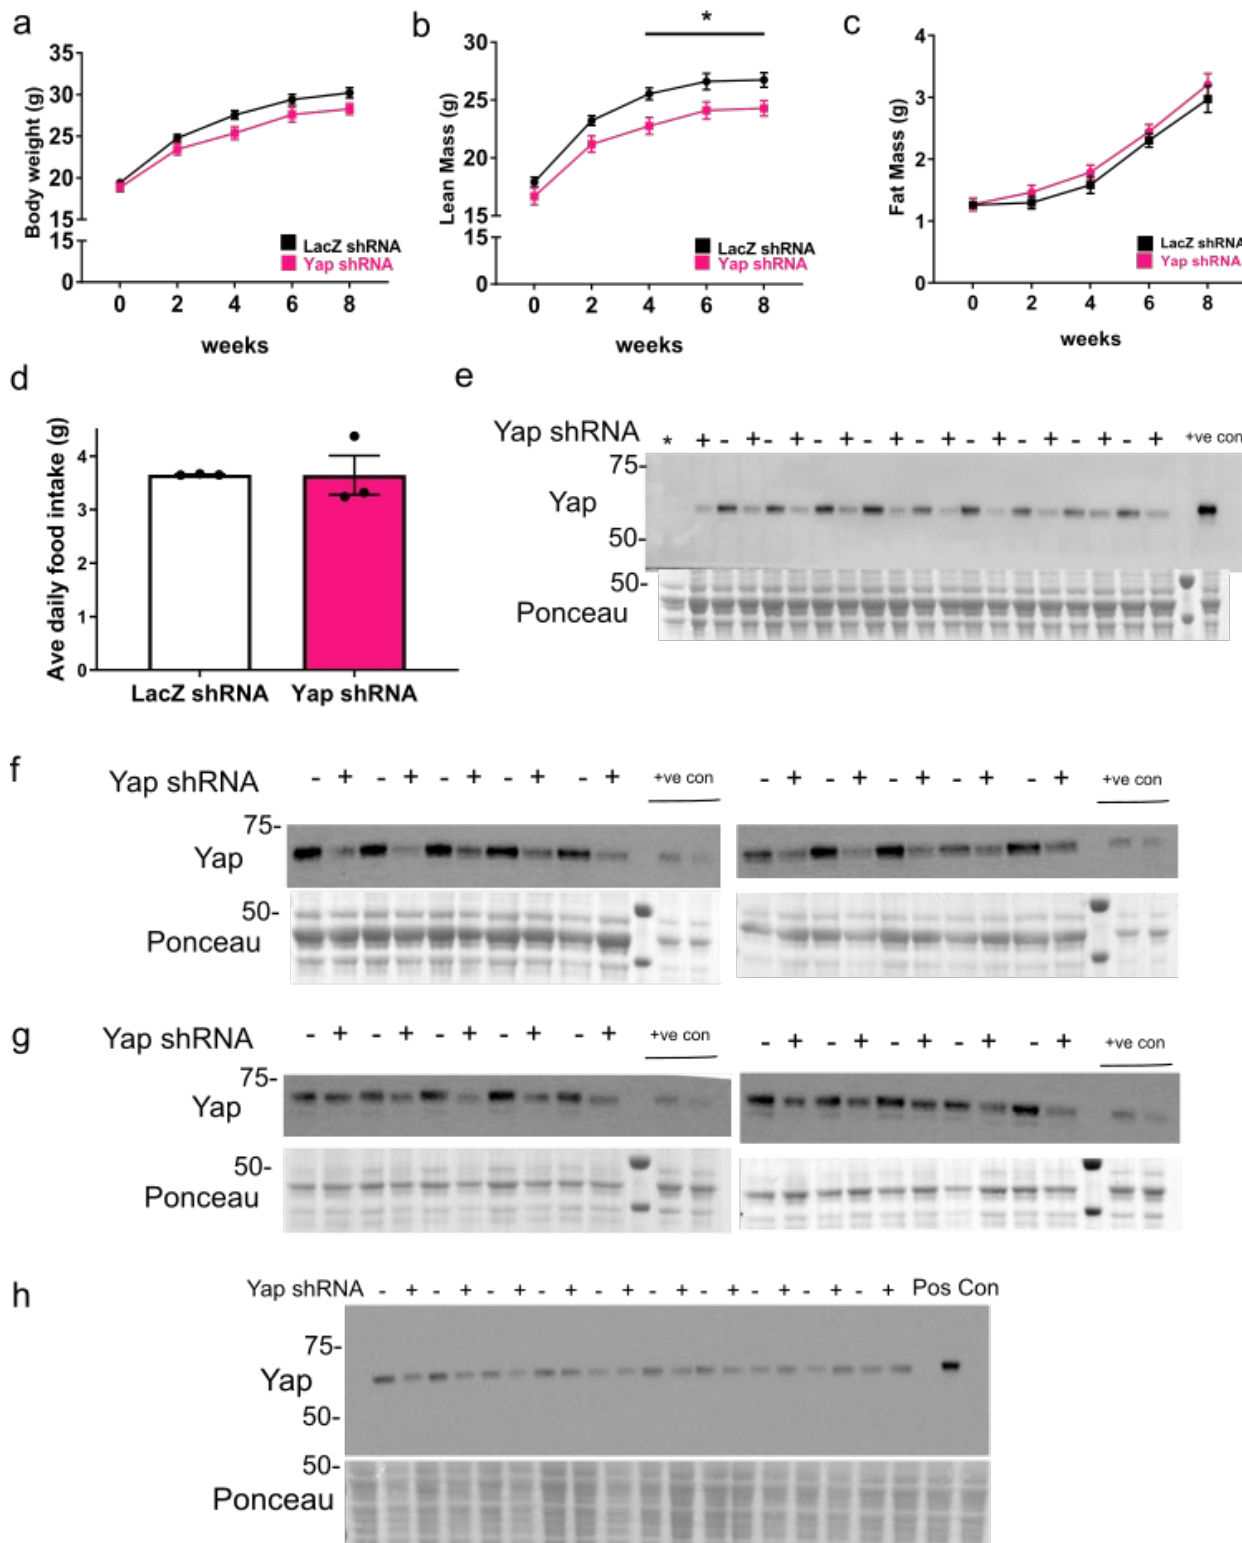 a
Body weight (g)
35
30
25
20
15
15
0
LacZ shRNA
Yap shRNA
0 2 4 6 8
weeks
b
*
Lean Mass (g)
30
25
20
15
15
0
LacZ shRNA
Yap shRNA
0 2 4 6 8
weeks
c
Fat Mass (g)
4
3
2
1
0
LacZ shRNA
Yap shRNA
0 2 4 6 8
weeks
d
Ave daily food intake (g)
4
3
2
1
0
LacZ shRNA Yap shRNA
e
Yap shRNA * + - + - + - + - + - + - + - + - + - + +ve con
75-
Yap
50-
50-
Ponceau
f
Yap shRNA - + - + - + - + - + +ve con - + - + - + - + - + +ve con
75-
Yap
50-
Ponceau
g
Yap shRNA - + - + - + - + - + +ve con - + - + - + - + - + +ve con
75-
Yap
50-
Ponceau
h
Yap shRNA - + - + - + - + - + - + - + - + - + - + Pos Con
75-
Yap
50-
50-
Ponceau